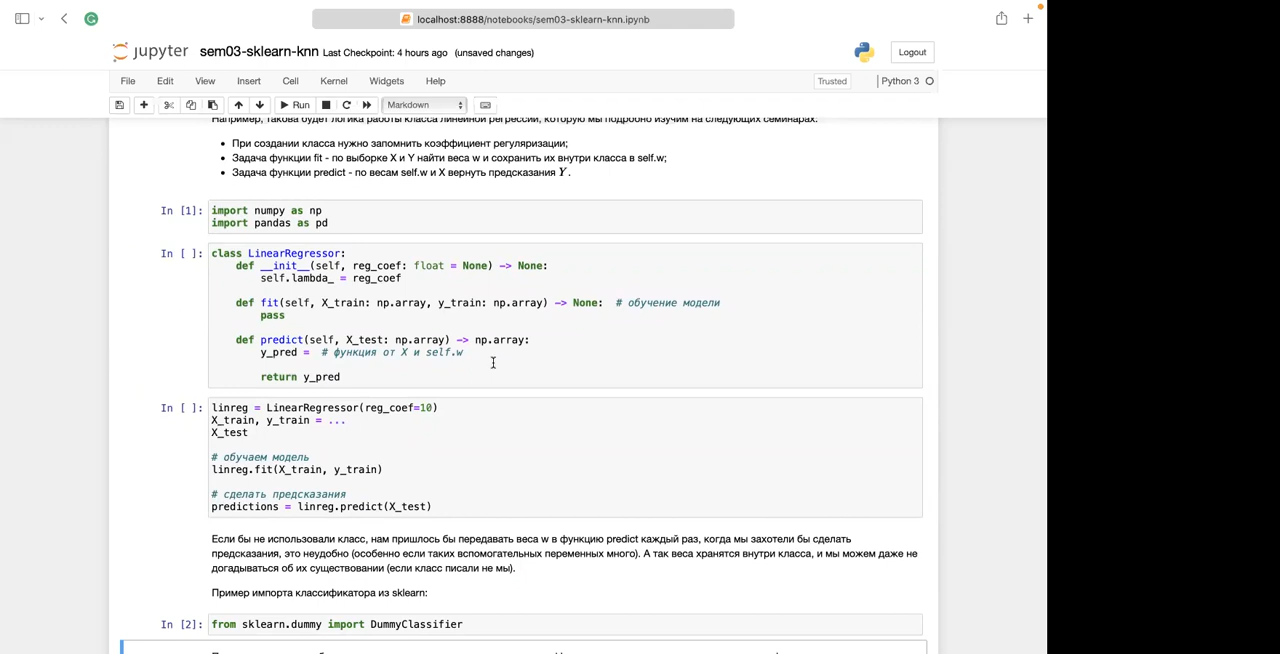 localhost:8888/notebooks/sem03-sklearn-knn.ipynb
jupyter sem03-sklearn-knn Last Checkpoint: 4 hours ago (unsaved changes) Logout
File Edit View Insert Cell Kernel Widgets Help Trusted Python 3
Run Markdown
Например, такова будет логика работы класса линейной регрессии, которую мы подробно изучим на следующих семинарах.
• При создании класса нужно запомнить коэффициент регуляризации;
• Задача функции fit - по выборке X и Y найти веса w и сохранить их внутри класса в self.w;
• Задача функции predict - по весам self.w и X вернуть предсказания Y.
In [1]: import numpy as np
import pandas as pd
In [ ]: class LinearRegressor:
def __init__(self, reg_coef: float = None) -> None:
self.lambda_ = reg_coef
def fit(self, X_train: np.array, y_train: np.array) -> None: # обучение модели
pass
def predict(self, X_test: np.array) -> np.array:
y_pred = # функция от X и self.w
return y_pred
In [ ]: linreg = LinearRegressor(reg_coef=10)
X_train, y_train = ...
X_test
# обучаем модель
linreg.fit(X_train, y_train)
# сделать предсказания
predictions = linreg.predict(X_test)
Если бы не использовали класс, нам пришлось бы передавать веса w в функцию predict каждый раз, когда мы захотели бы сделать
предсказания, это неудобно (особенно если таких вспомогательных переменных много). А так веса хранятся внутри класса, и мы можем даже не
догадываться об их существовании (если класс писали не мы).
Пример импорта классификатора из sklearn:
In [2]: from sklearn.dummy import DummyClassifier